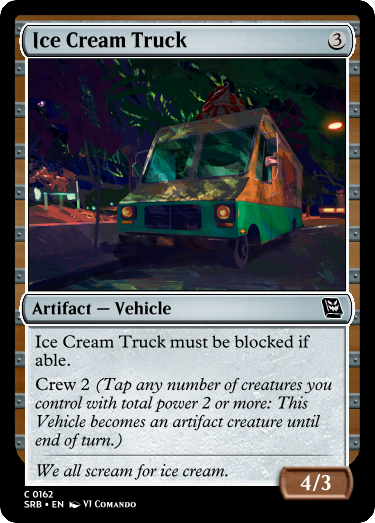 Ice Cream Truck 3
Artifact — Vehicle
Ice Cream Truck must be blocked if
able.
Crew 2 (Tap any number of creatures you
control with total power 2 or more: This
Vehicle becomes an artifact creature until
end of turn.)
We all scream for ice cream.
4/3
C 0162
SRB • EN VI Comando